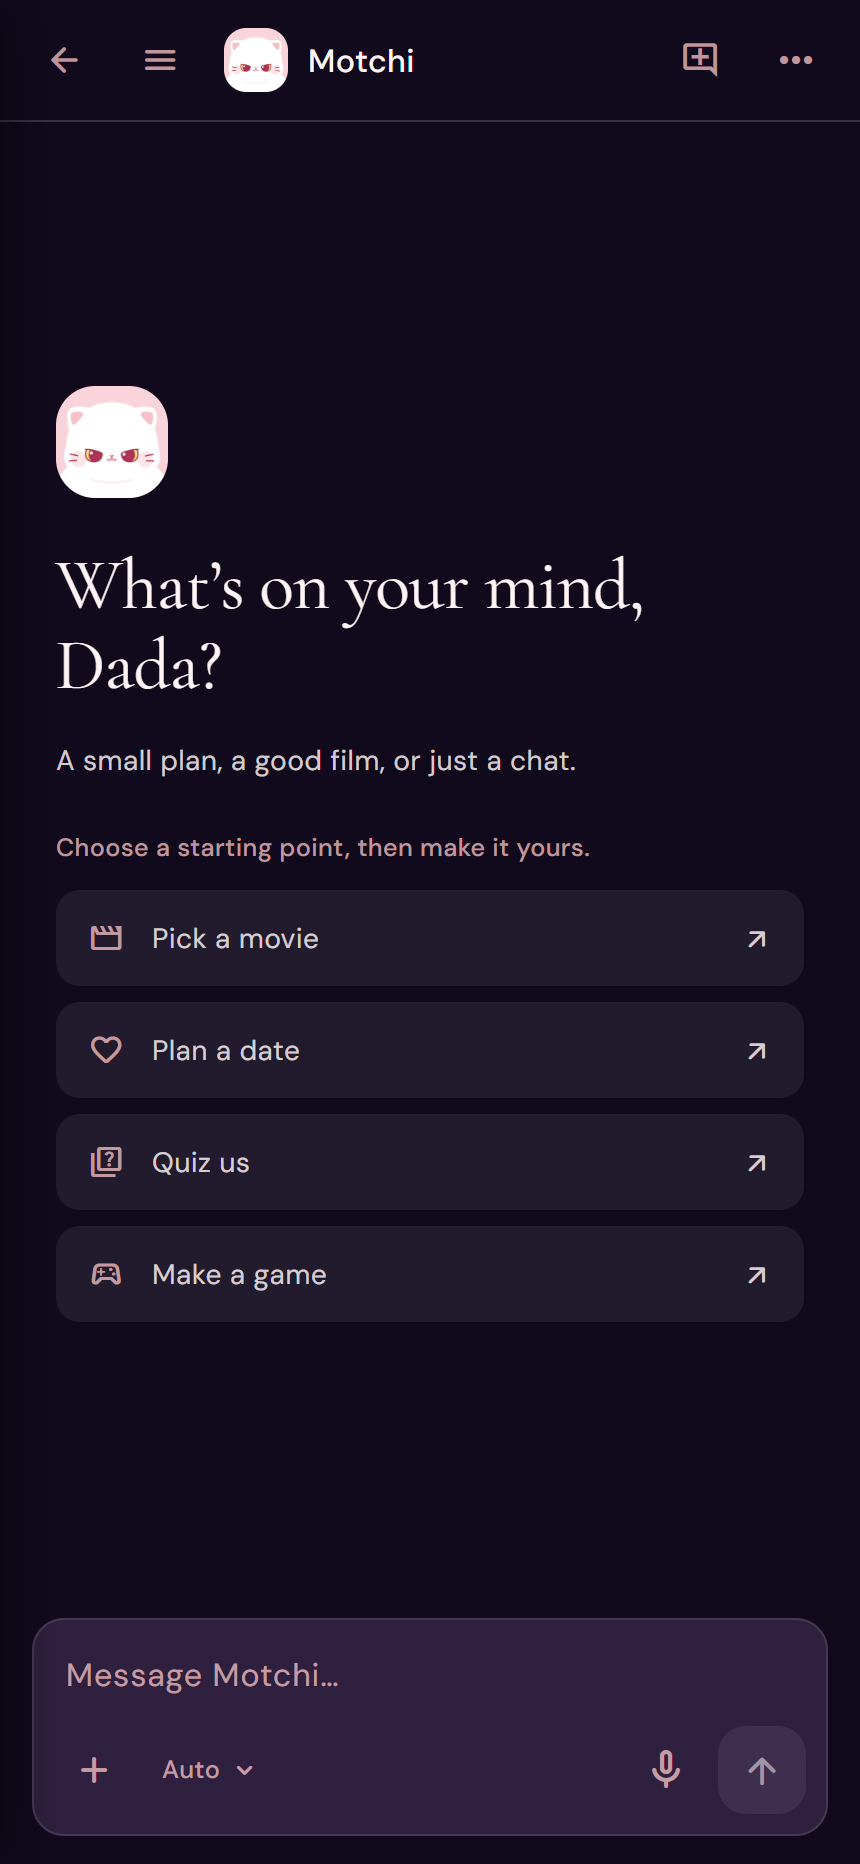 Motchi
What’s on your mind,
Dada?
A small plan, a good film, or just a chat.
Choose a starting point, then make it yours.
Pick a movie
Plan a date
Quiz us
Make a game
Message Motchi…
Auto